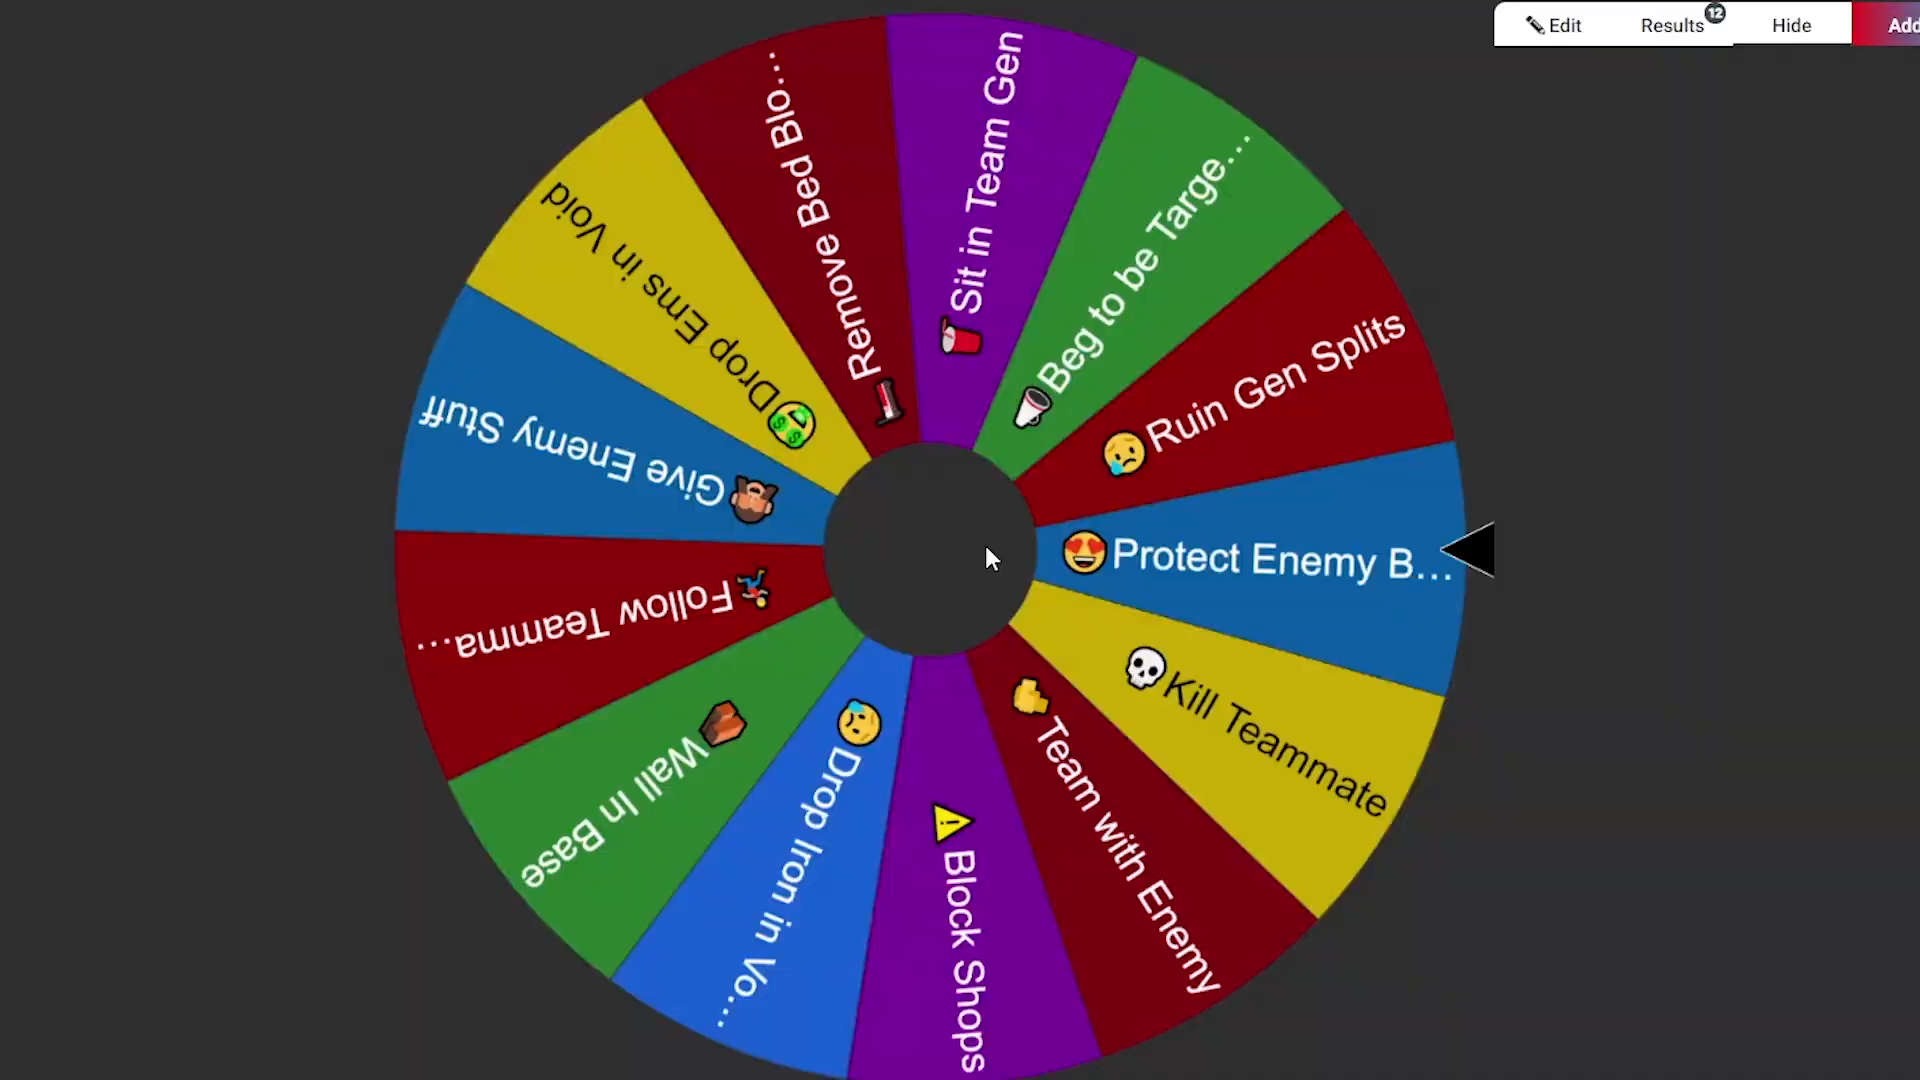 Edit
Results
12
Hide
Add
Sit in Team Gen
Beg to be Targe...
Ruin Gen Splits
Protect Enemy B...
Kill Teammate
Team with Enemy
Block Shops
Drop Iron in Vo...
Wall In Base
Follow Teamma...
Give Enemy Stuff
Drop Ems in Void
Remove Bed Blo...